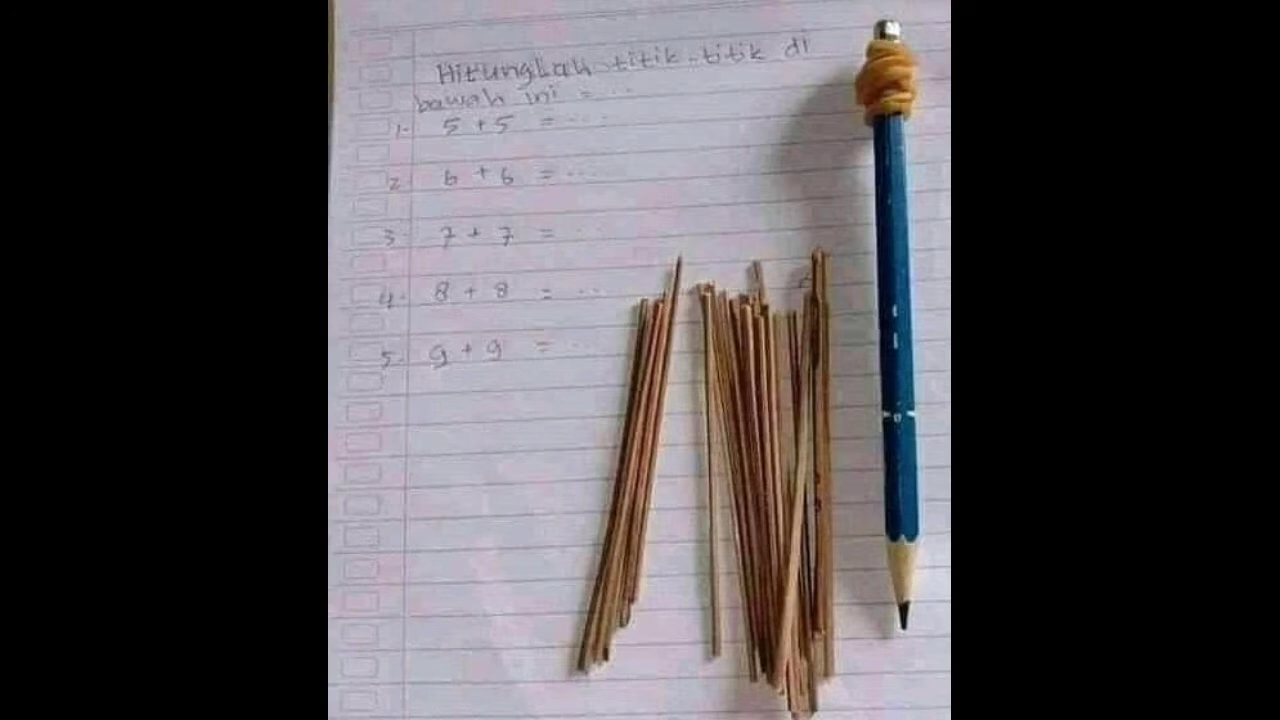 Hitunglah titik-titik di
bawah ini = ...
1. 5 + 5 = ...
2. 6 + 6 = ...
3. 7 + 7 = ...
4. 8 + 8 = ...
5. 9 + 9 = ...